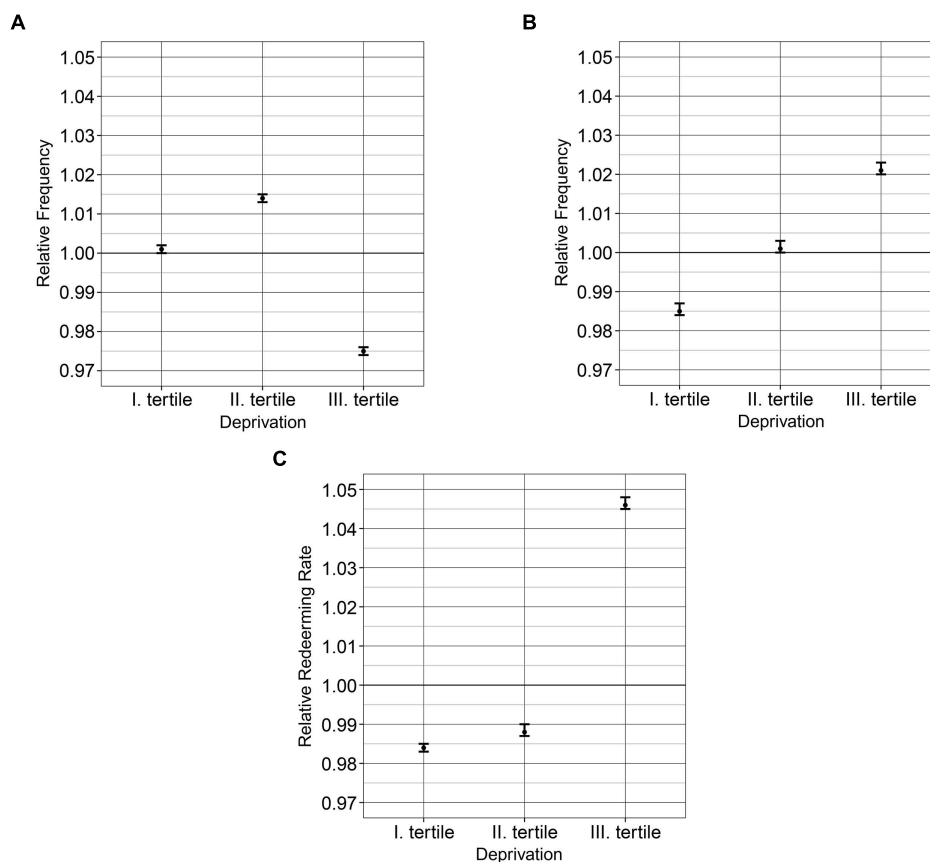 A
1.05
1.04
1.03
1.02
1.01
1.00
0.99
0.98
0.97
Relative Frequency
I. tertile II. tertile III. tertile
Deprivation
B
1.05
1.04
1.03
1.02
1.01
1.00
0.99
0.98
0.97
Relative Frequency
I. tertile II. tertile III. tertile
Deprivation
C
1.05
1.04
1.03
1.02
1.01
1.00
0.99
0.98
0.97
Relative Redeerming Rate
I. tertile II. tertile III. tertile
Deprivation